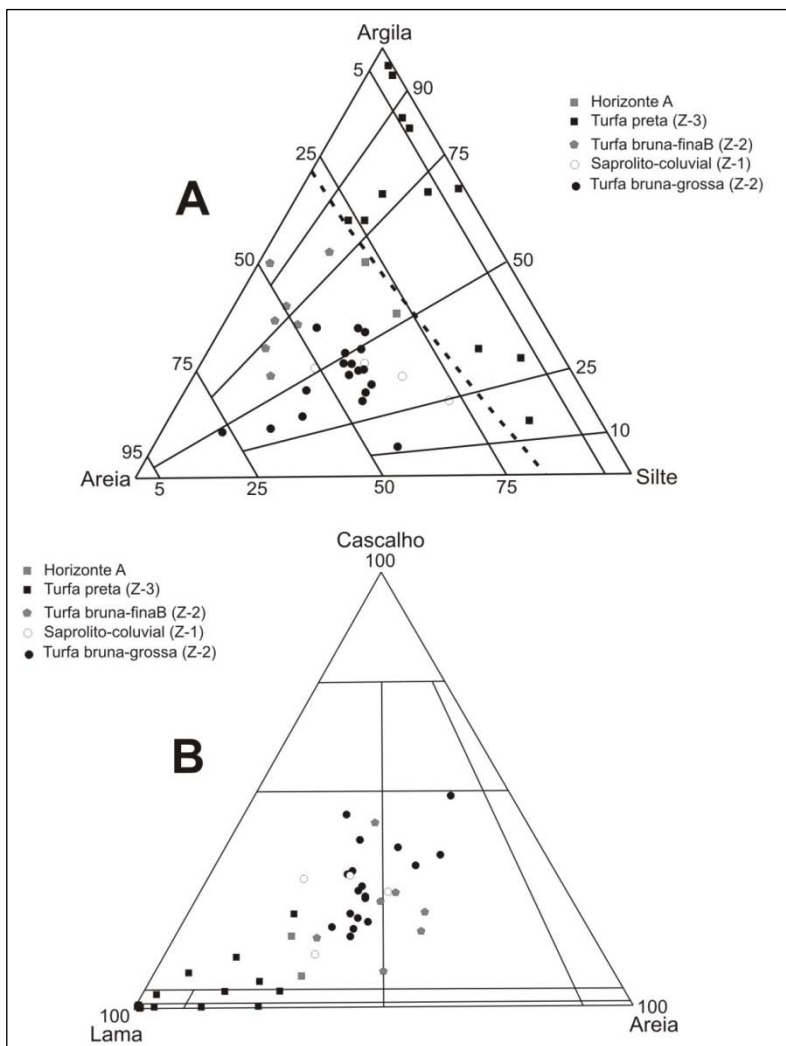 Argila
5
90
Horizonte A
Turfa preta (Z-3)
Turfa bruna-finaB (Z-2)
Saprolito-coluvial (Z-1)
Turfa bruna-grossa (Z-2)
25
75
A
50
50
75
25
95
10
Areia
5
25
50
75
Silte
Cascalho
100
Horizonte A
Turfa preta (Z-3)
Turfa bruna-finaB (Z-2)
Saprolito-coluvial (Z-1)
Turfa bruna-grossa (Z-2)
B
100
Lama
100
Areia